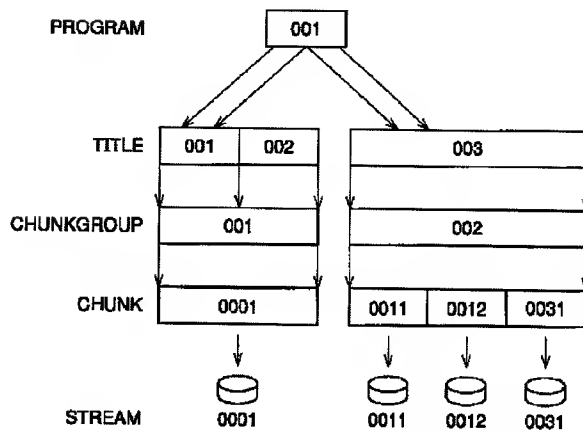 PROGRAM 001
TITLE 001 002 003
CHUNKGROUP 001 002
CHUNK 0001 0011 0012 0031
STREAM 0001 0011 0012 0031